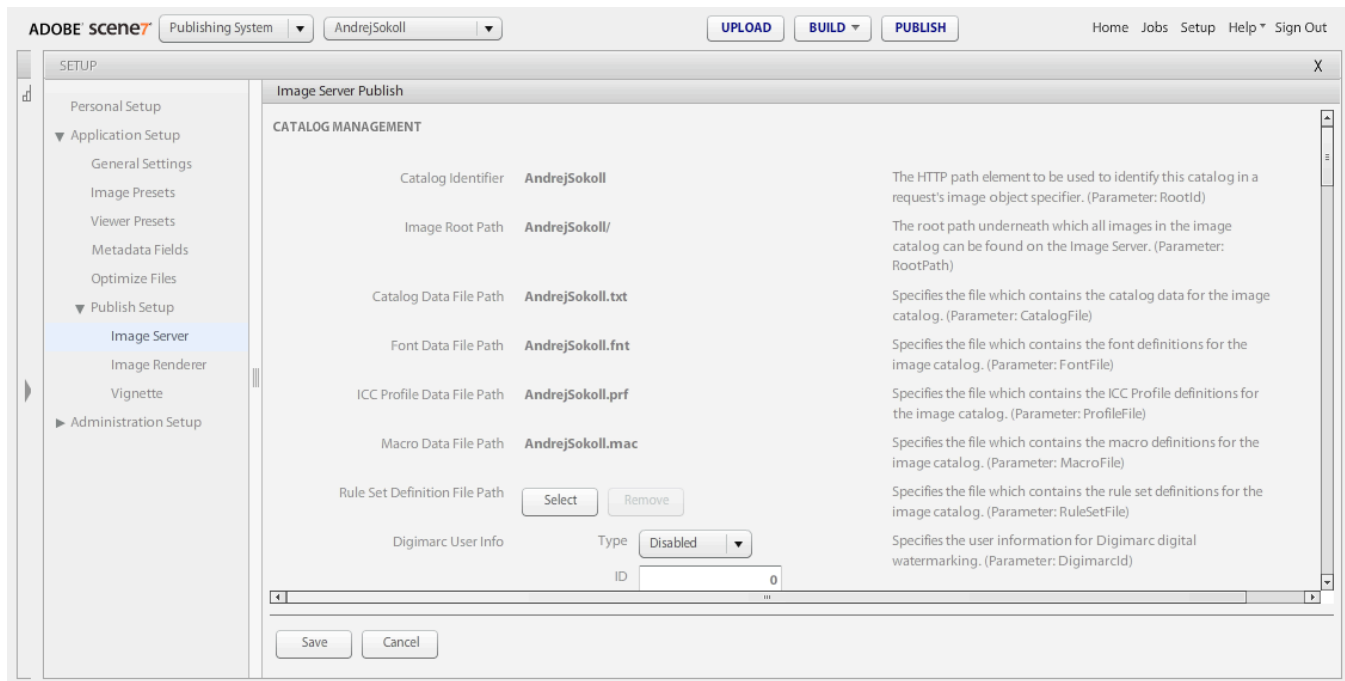 ADOBE® SCENE7® Publishing System AndrejSokoll UPLOAD BUILD PUBLISH Home Jobs Setup Help Sign Out
SETUP X
Personal Setup
Application Setup
General Settings
Image Presets
Viewer Presets
Metadata Fields
Optimize Files
Publish Setup
Image Server
Image Renderer
Vignette
Administration Setup
Image Server Publish
CATALOG MANAGEMENT
Catalog Identifier AndrejSokoll
The HTTP path element to be used to identify this catalog in a
request's image object specifier. (Parameter: RootId)
Image Root Path AndrejSokoll/
The root path underneath which all images in the image
catalog can be found on the Image Server. (Parameter:
RootPath)
Catalog Data File Path AndrejSokoll.txt
Specifies the file which contains the catalog data for the image
catalog. (Parameter: CatalogFile)
Font Data File Path AndrejSokoll.fnt
Specifies the file which contains the font definitions for the
image catalog. (Parameter: FontFile)
ICC Profile Data File Path AndrejSokoll.prf
Specifies the file which contains the ICC Profile definitions for
the image catalog. (Parameter: ProfileFile)
Macro Data File Path AndrejSokoll.mac
Specifies the file which contains the macro definitions for the
image catalog. (Parameter: MacroFile)
Rule Set Definition File Path Select Remove
Specifies the file which contains the rule set definitions for the
image catalog. (Parameter: RuleSetFile)
Digimarc User Info Type Disabled
Specifies the user information for Digimarc digital
watermarking. (Parameter: DigimarcId)
ID 0
Save Cancel